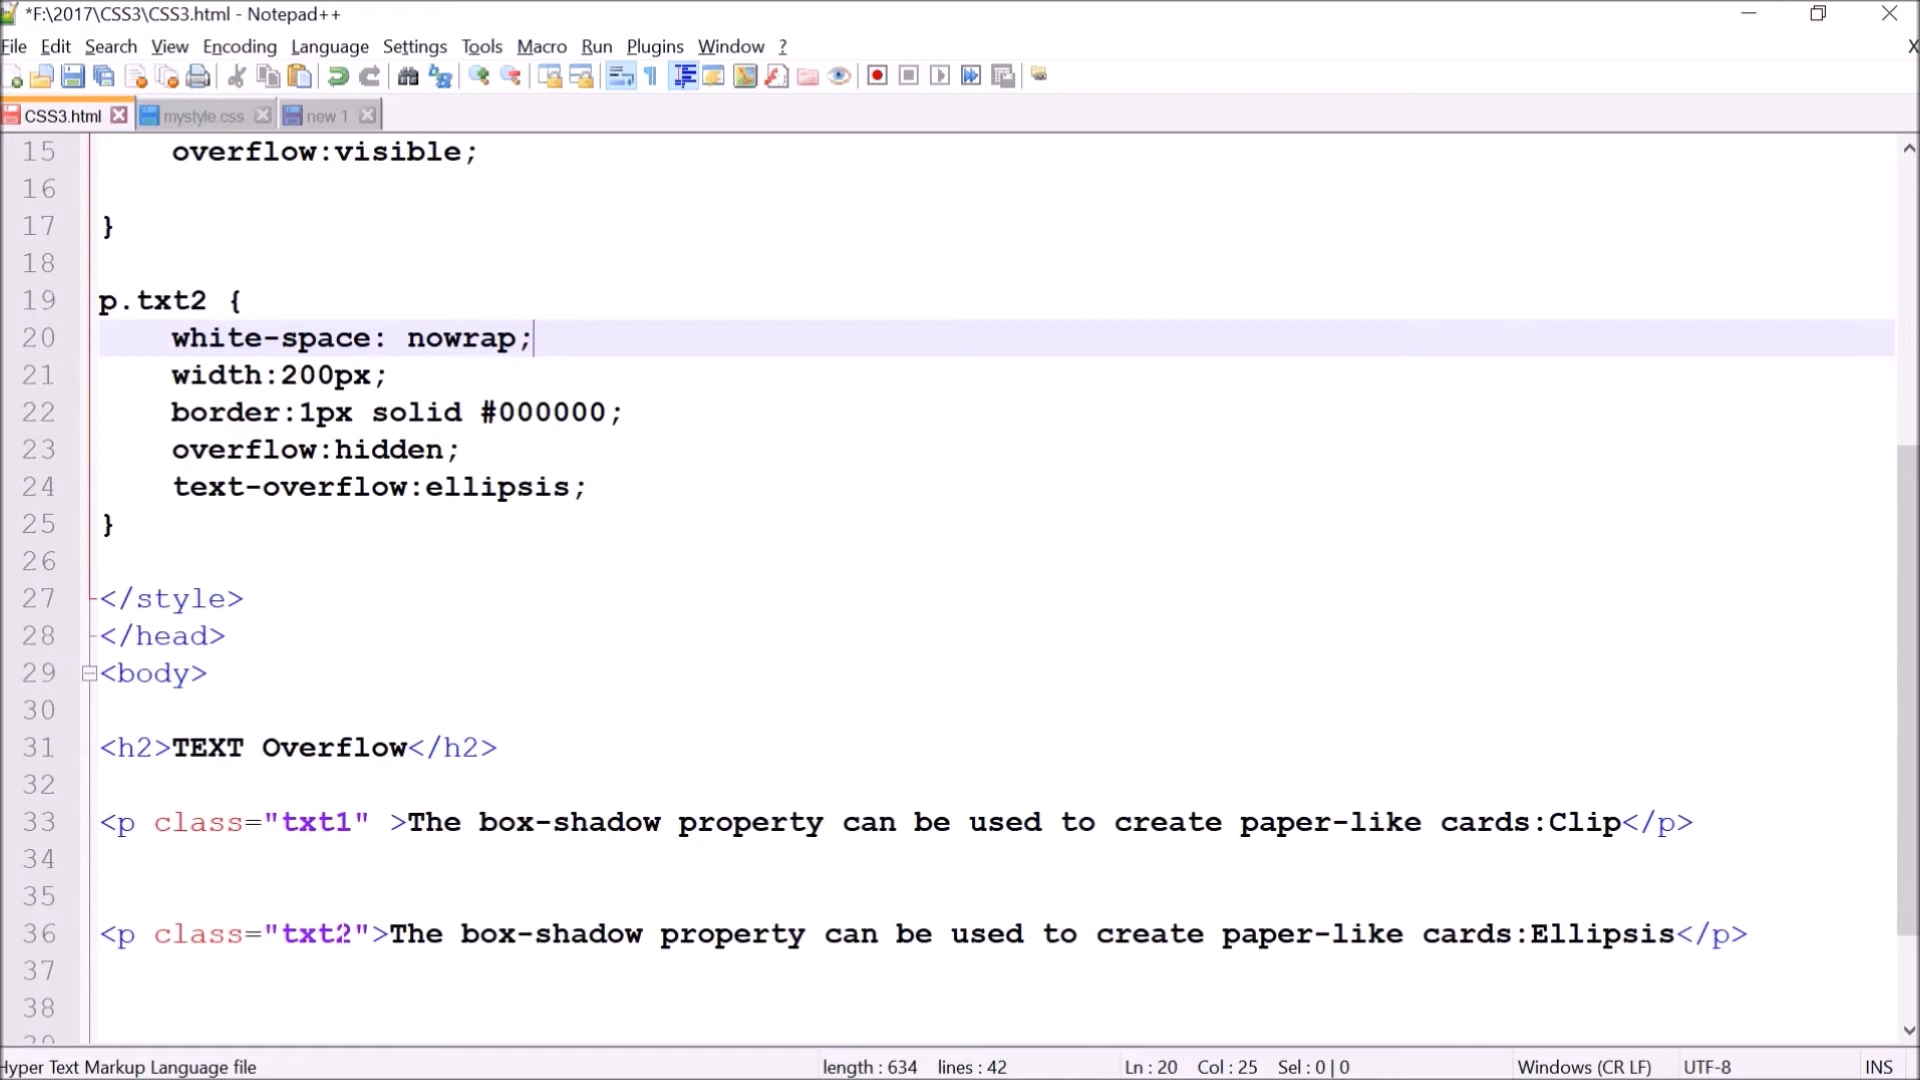 *F:\2017\CSS3\CSS3.html - Notepad++
File Edit Search View Encoding Language Settings Tools Macro Run Plugins Window ? X
CSS3.html mystyle.css new 1
15 overflow:visible;
16
17 }
18
19 p.txt2 {
20 white-space: nowrap;
21 width:200px;
22 border:1px solid #000000;
23 overflow:hidden;
24 text-overflow:ellipsis;
25 }
26
27 </style>
28 </head>
29 <body>
30
31 <h2>TEXT Overflow</h2>
32
33 <p class="txt1" >The box-shadow property can be used to create paper-like cards:Clip</p>
34
35
36 <p class="txt2">The box-shadow property can be used to create paper-like cards:Ellipsis</p>
37
38
39
Hyper Text Markup Language file length : 634 lines : 42 Ln : 20 Col : 25 Sel : 0 | 0 Windows (CR LF) UTF-8 INS